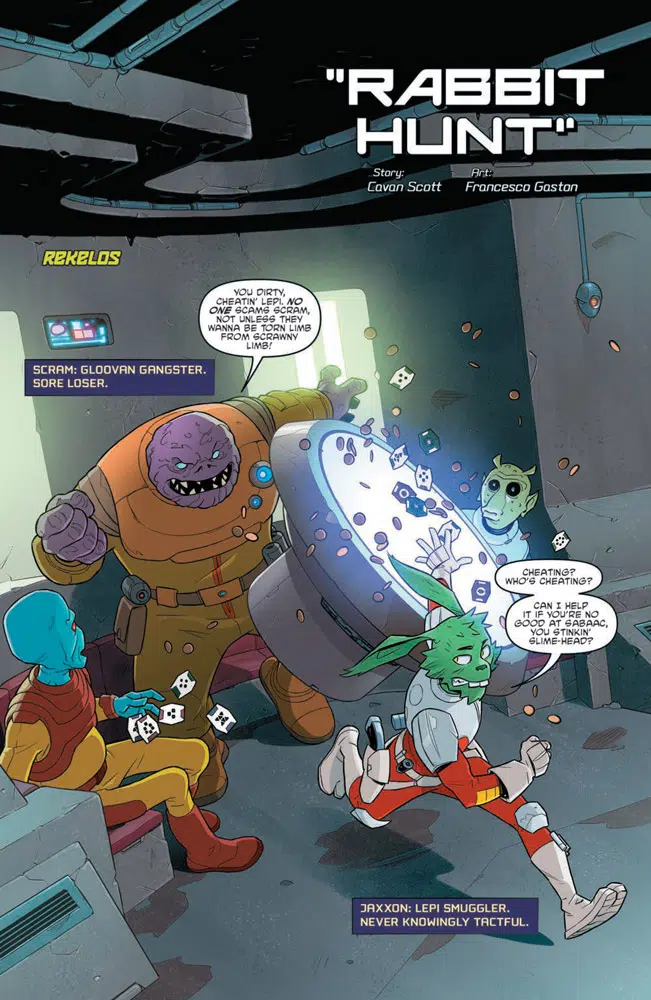 "RABBIT
HUNT"
Story:
Cavan Scott
Art:
Francesco Gaston
REKELOS
YOU DIRTY,
CHEATIN' LEPI. NO
ONE SCAMS SCRAM,
NOT UNLESS THEY
WANNA BE TORN LIMB
FROM SCRAWNY
LIMB!
SCRAM: GLOOVAN GANGSTER.
SORE LOSER.
CHEATING?
WHO'S CHEATING?
CAN I HELP
IT IF YOU'RE NO
GOOD AT SABAAC,
YOU STINKIN'
SLIME-HEAD?
JAXXON: LEPI SMUGGLER.
NEVER KNOWINGLY TACTFUL.